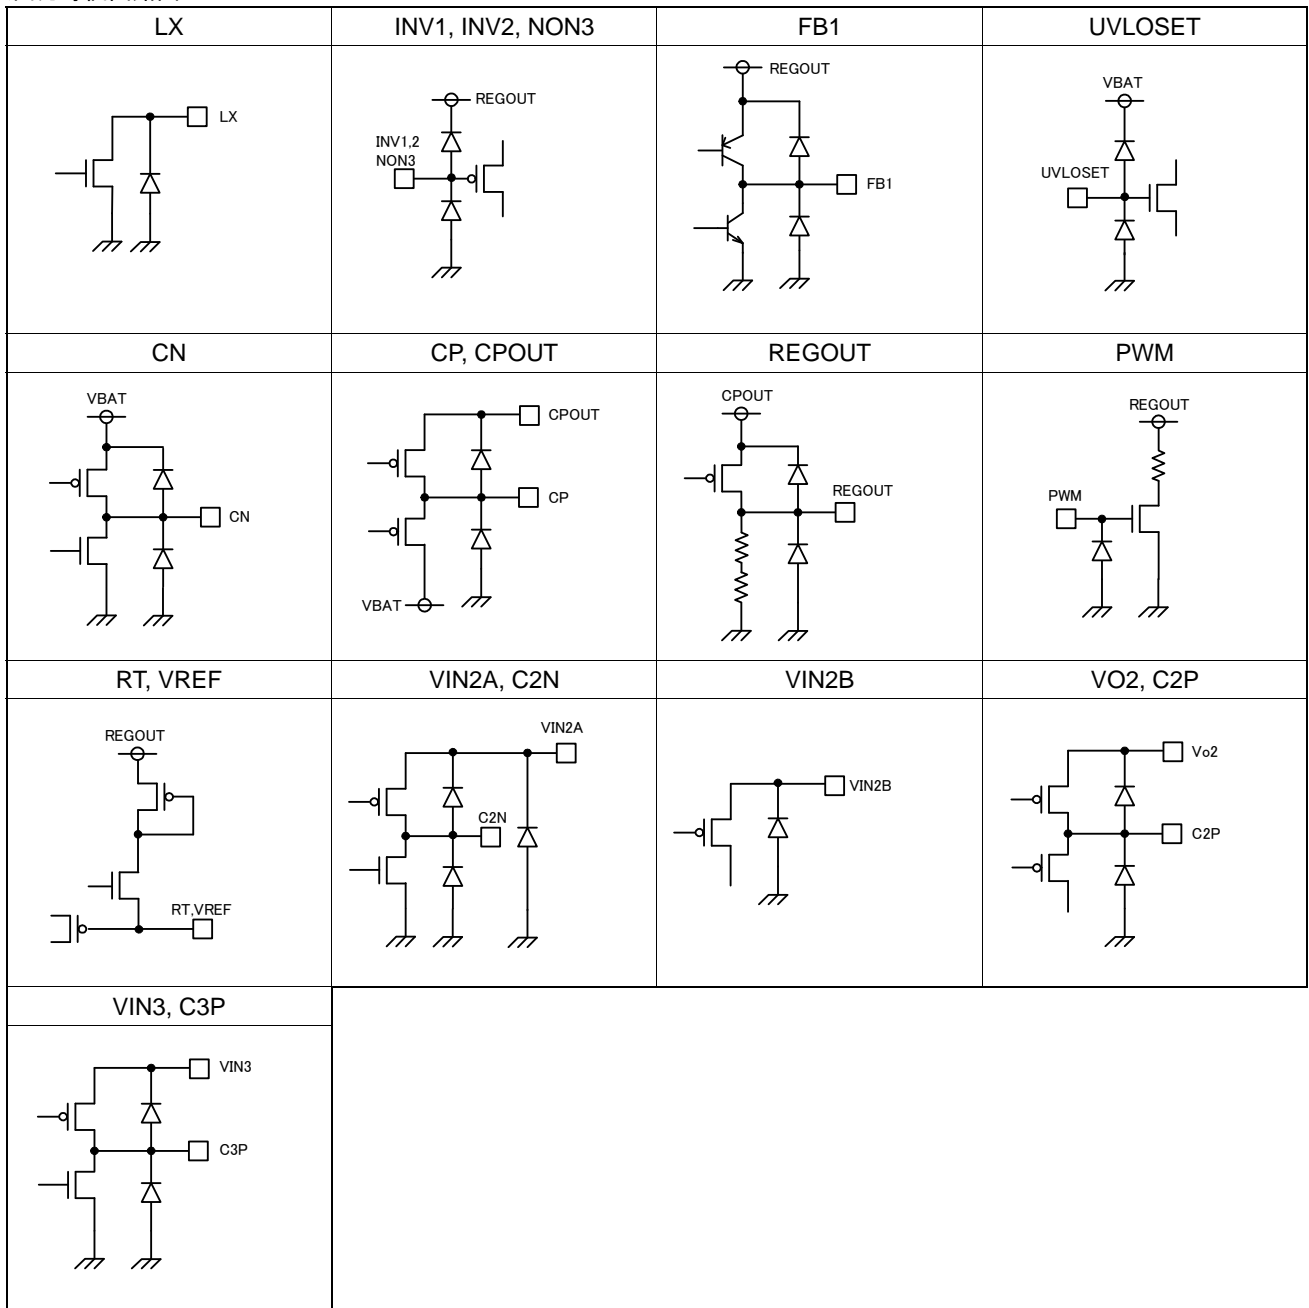 LX
INV1, INV2, NON3
FB1
UVLOSET
LX
REGOUT
INV1,2
NON3
REGOUT
FB1
VBAT
UVLOSET
CN
CP, CPOUT
REGOUT
PWM
VBAT
CN
CPOUT
CP
VBAT
CPOUT
REGOUT
REGOUT
PWM
RT, VREF
VIN2A, C2N
VIN2B
VO2, C2P
REGOUT
RT,VREF
VIN2A
C2N
VIN2B
Vo2
C2P
VIN3, C3P
VIN3
C3P